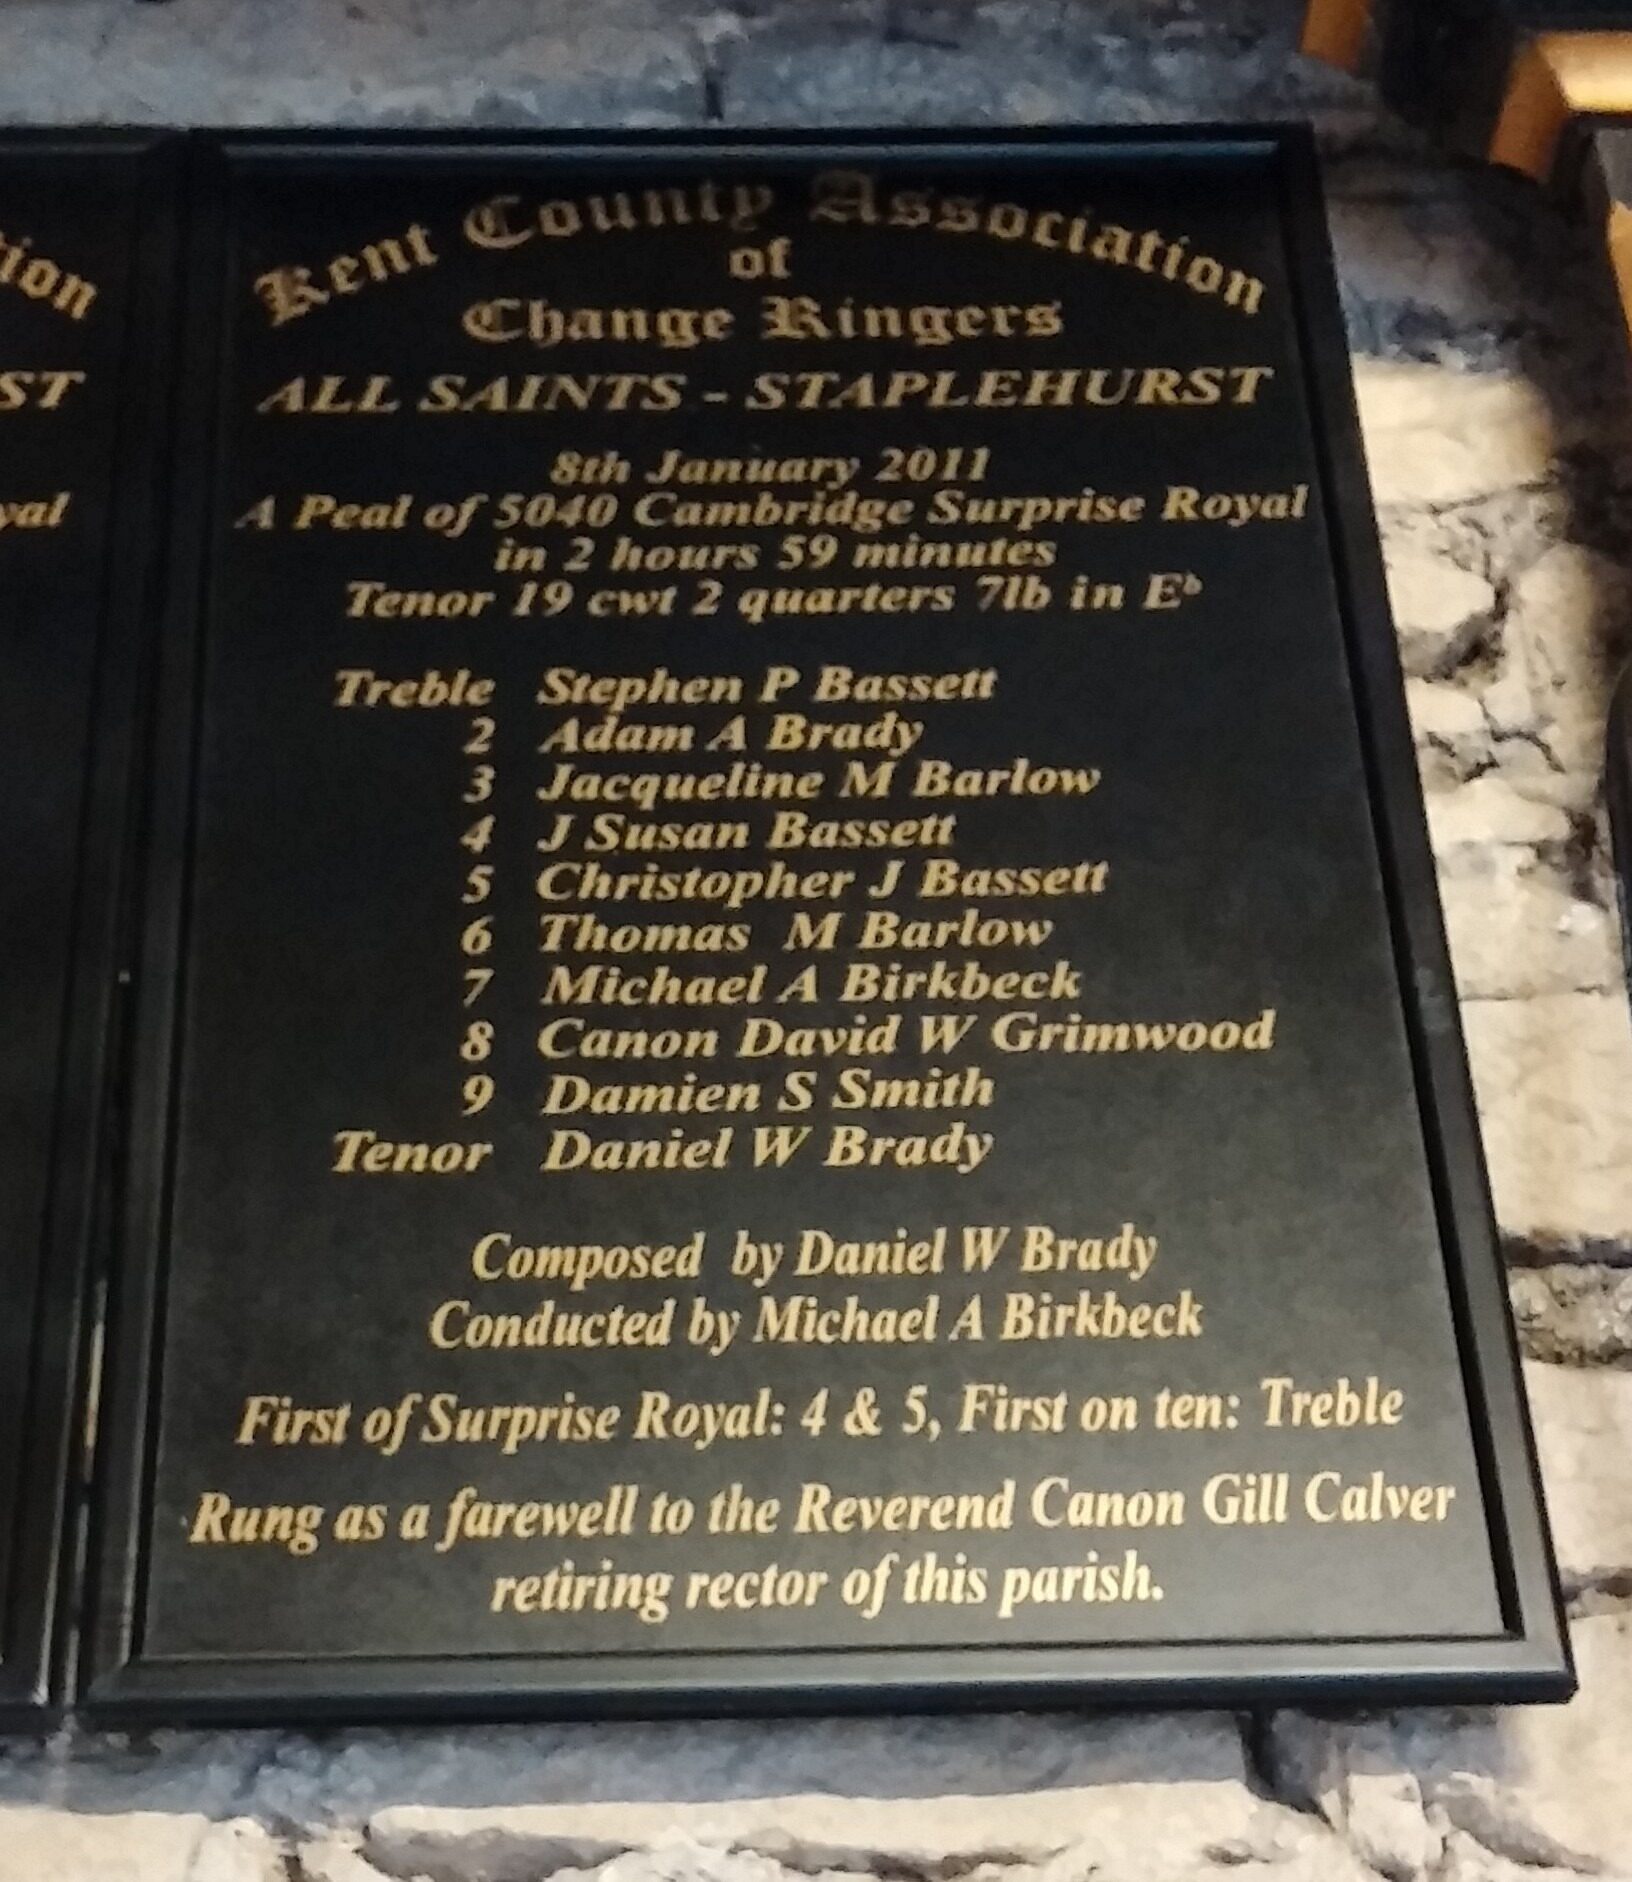 Kent County Association
of
Change Ringers
ALL SAINTS - STAPLEHURST
8th January 2011
A Peal of 5040 Cambridge Surprise Royal
in 2 hours 59 minutes
Tenor 19 cwt 2 quarters 7lb in Eᵇ
Treble Stephen P Bassett
2 Adam A Brady
3 Jacqueline M Barlow
4 J Susan Bassett
5 Christopher J Bassett
6 Thomas M Barlow
7 Michael A Birkbeck
8 Canon David W Grimwood
9 Damien S Smith
Tenor Daniel W Brady
Composed by Daniel W Brady
Conducted by Michael A Birkbeck
First of Surprise Royal: 4 & 5, First on ten: Treble
Rung as a farewell to the Reverend Canon Gill Calver
retiring rector of this parish.